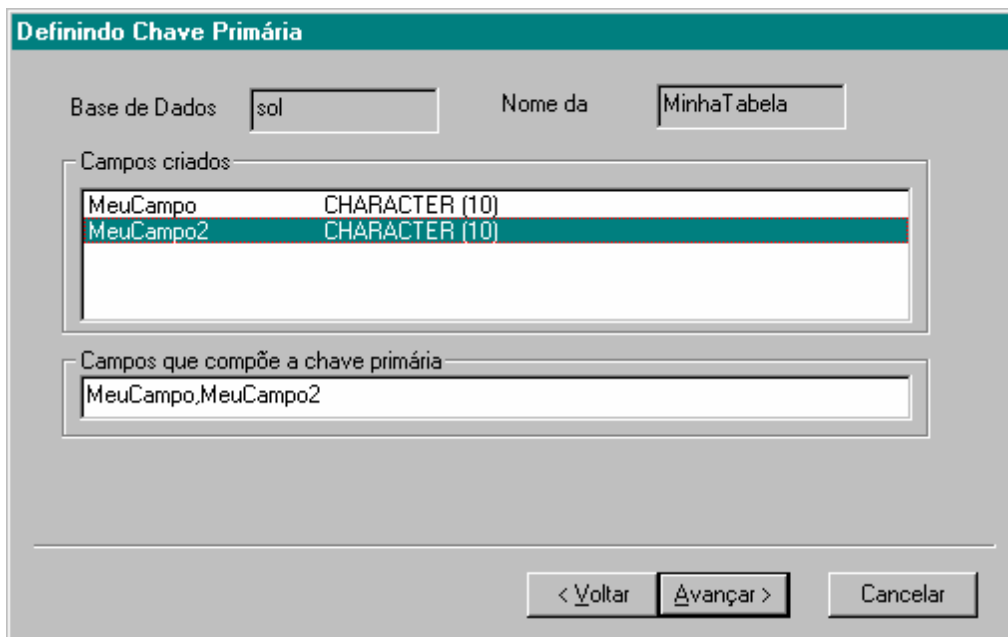 Definindo Chave Primária
Base de Dados sol Nome da MinhaTabela
Campos criados
MeuCampo CHARACTER (10)
MeuCampo2 CHARACTER (10)
Campos que compõe a chave primária
MeuCampo,MeuCampo2
< Voltar Avançar > Cancelar